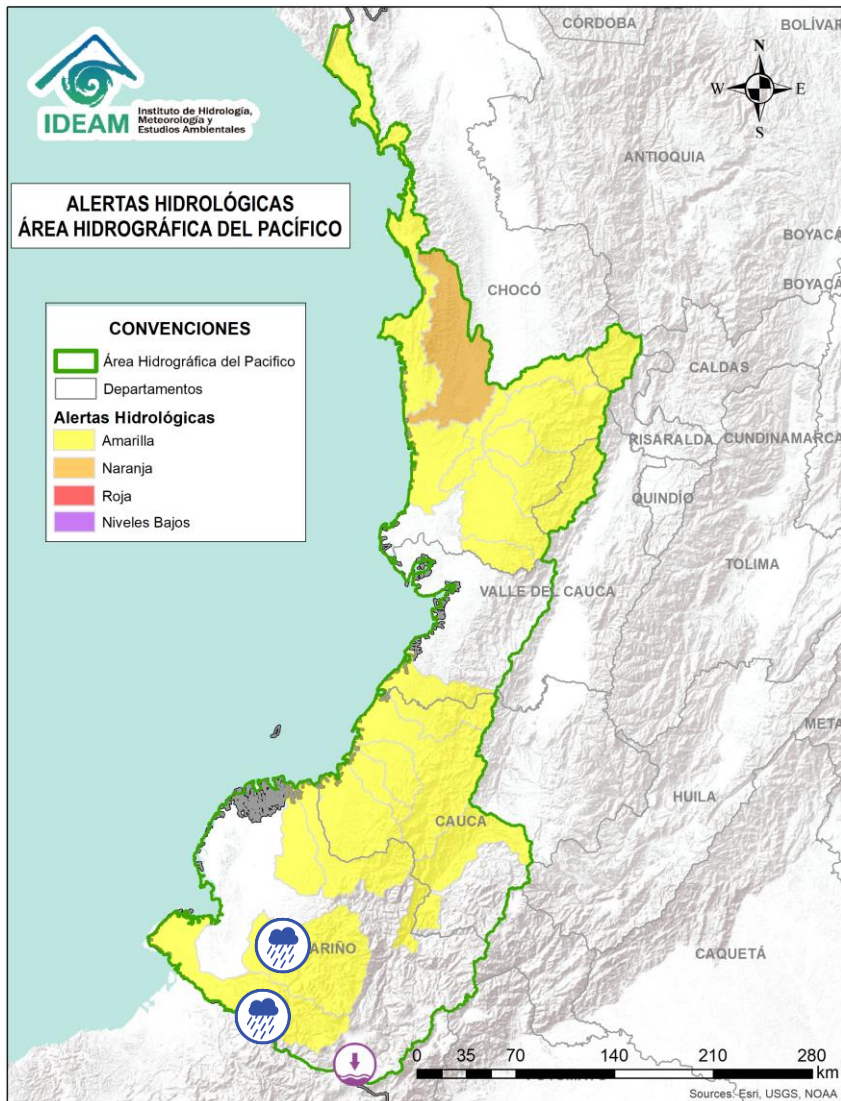 CÓRDOBA
BOLÍVAR
IDEAM
Instituto de Hidrología,
Meteorología y
Estudios Ambientales
N
W
E
S
ANTIOQUIA
ALERTAS HIDROLÓGICAS
ÁREA HIDROGRÁFICA DEL PACÍFICO
BOYACÁ
BOYACÁ
CHOCÓ
CONVENCIONES
Área Hidrográfica del Pacifico
Departamentos
Alertas Hidrológicas
Amarilla
Naranja
Roja
Niveles Bajos
CALDAS
RISARALDA
CUNDINAMARCA
QUINDÍO
TOLIMA
VALLE DEL CAUCA
META
HUILA
CAUCA
ARIÑO
CAQUETÁ
0 35 70 140 210 280
km
Sources: Esri, USGS, NOAA